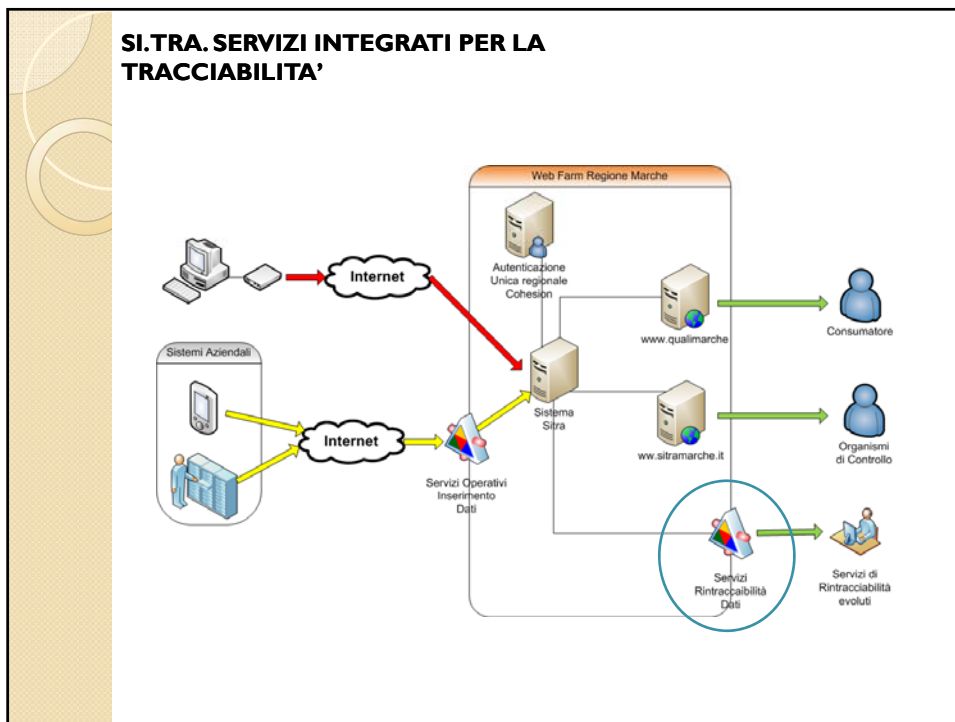 SI.TRA. SERVIZI INTEGRATI PER LA
TRACCIABILITA’
Web Farm Regione Marche
Autenticazione
Unica regionale
Cohesion
Internet
www.qualimarche
Consumatore
Sistemi Aziendali
Sistema
Sitra
Internet
ww.sitramarche.it
Organismi
di Controllo
Servizi Operativi
Inserimento
Dati
Servizi
Rintraccaibilità
Dati
Servizi di
Rintracciabilità
evoluti